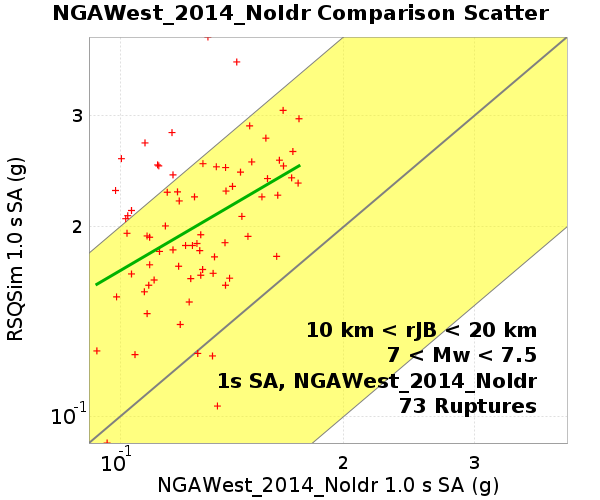 NGAWest_2014_NoIdr Comparison Scatter
RSQSim 1.0 s SA (g)
3
2
10-1
10 km < rJB < 20 km
7 < Mw < 7.5
1s SA, NGAWest_2014_NoIdr
73 Ruptures
10-1 2 3
NGAWest_2014_NoIdr 1.0 s SA (g)